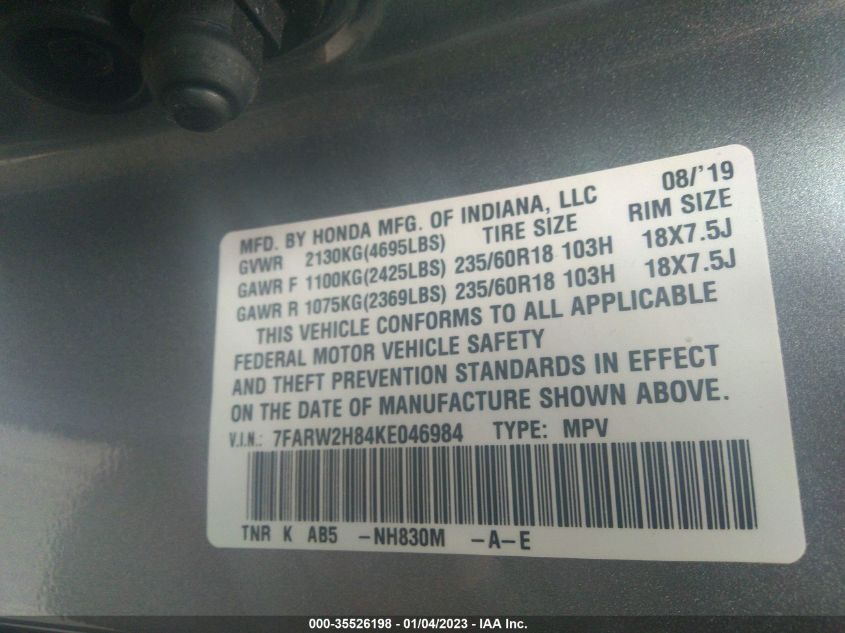 MFD. BY HONDA MFG. OF INDIANA, LLC 08/'19
GVWR 2130KG(4695LBS) TIRE SIZE RIM SIZE
GAWR F 1100KG(2425LBS) 235/60R18 103H 18X7.5J
GAWR R 1075KG(2369LBS) 235/60R18 103H 18X7.5J
THIS VEHICLE CONFORMS TO ALL APPLICABLE
FEDERAL MOTOR VEHICLE SAFETY
AND THEFT PREVENTION STANDARDS IN EFFECT
ON THE DATE OF MANUFACTURE SHOWN ABOVE.
V.I.N.: 7FARW2H84KE046984 TYPE: MPV
TNR K AB5 -NH830M -A-E
000-35526198 - 01/04/2023 - IAA Inc.